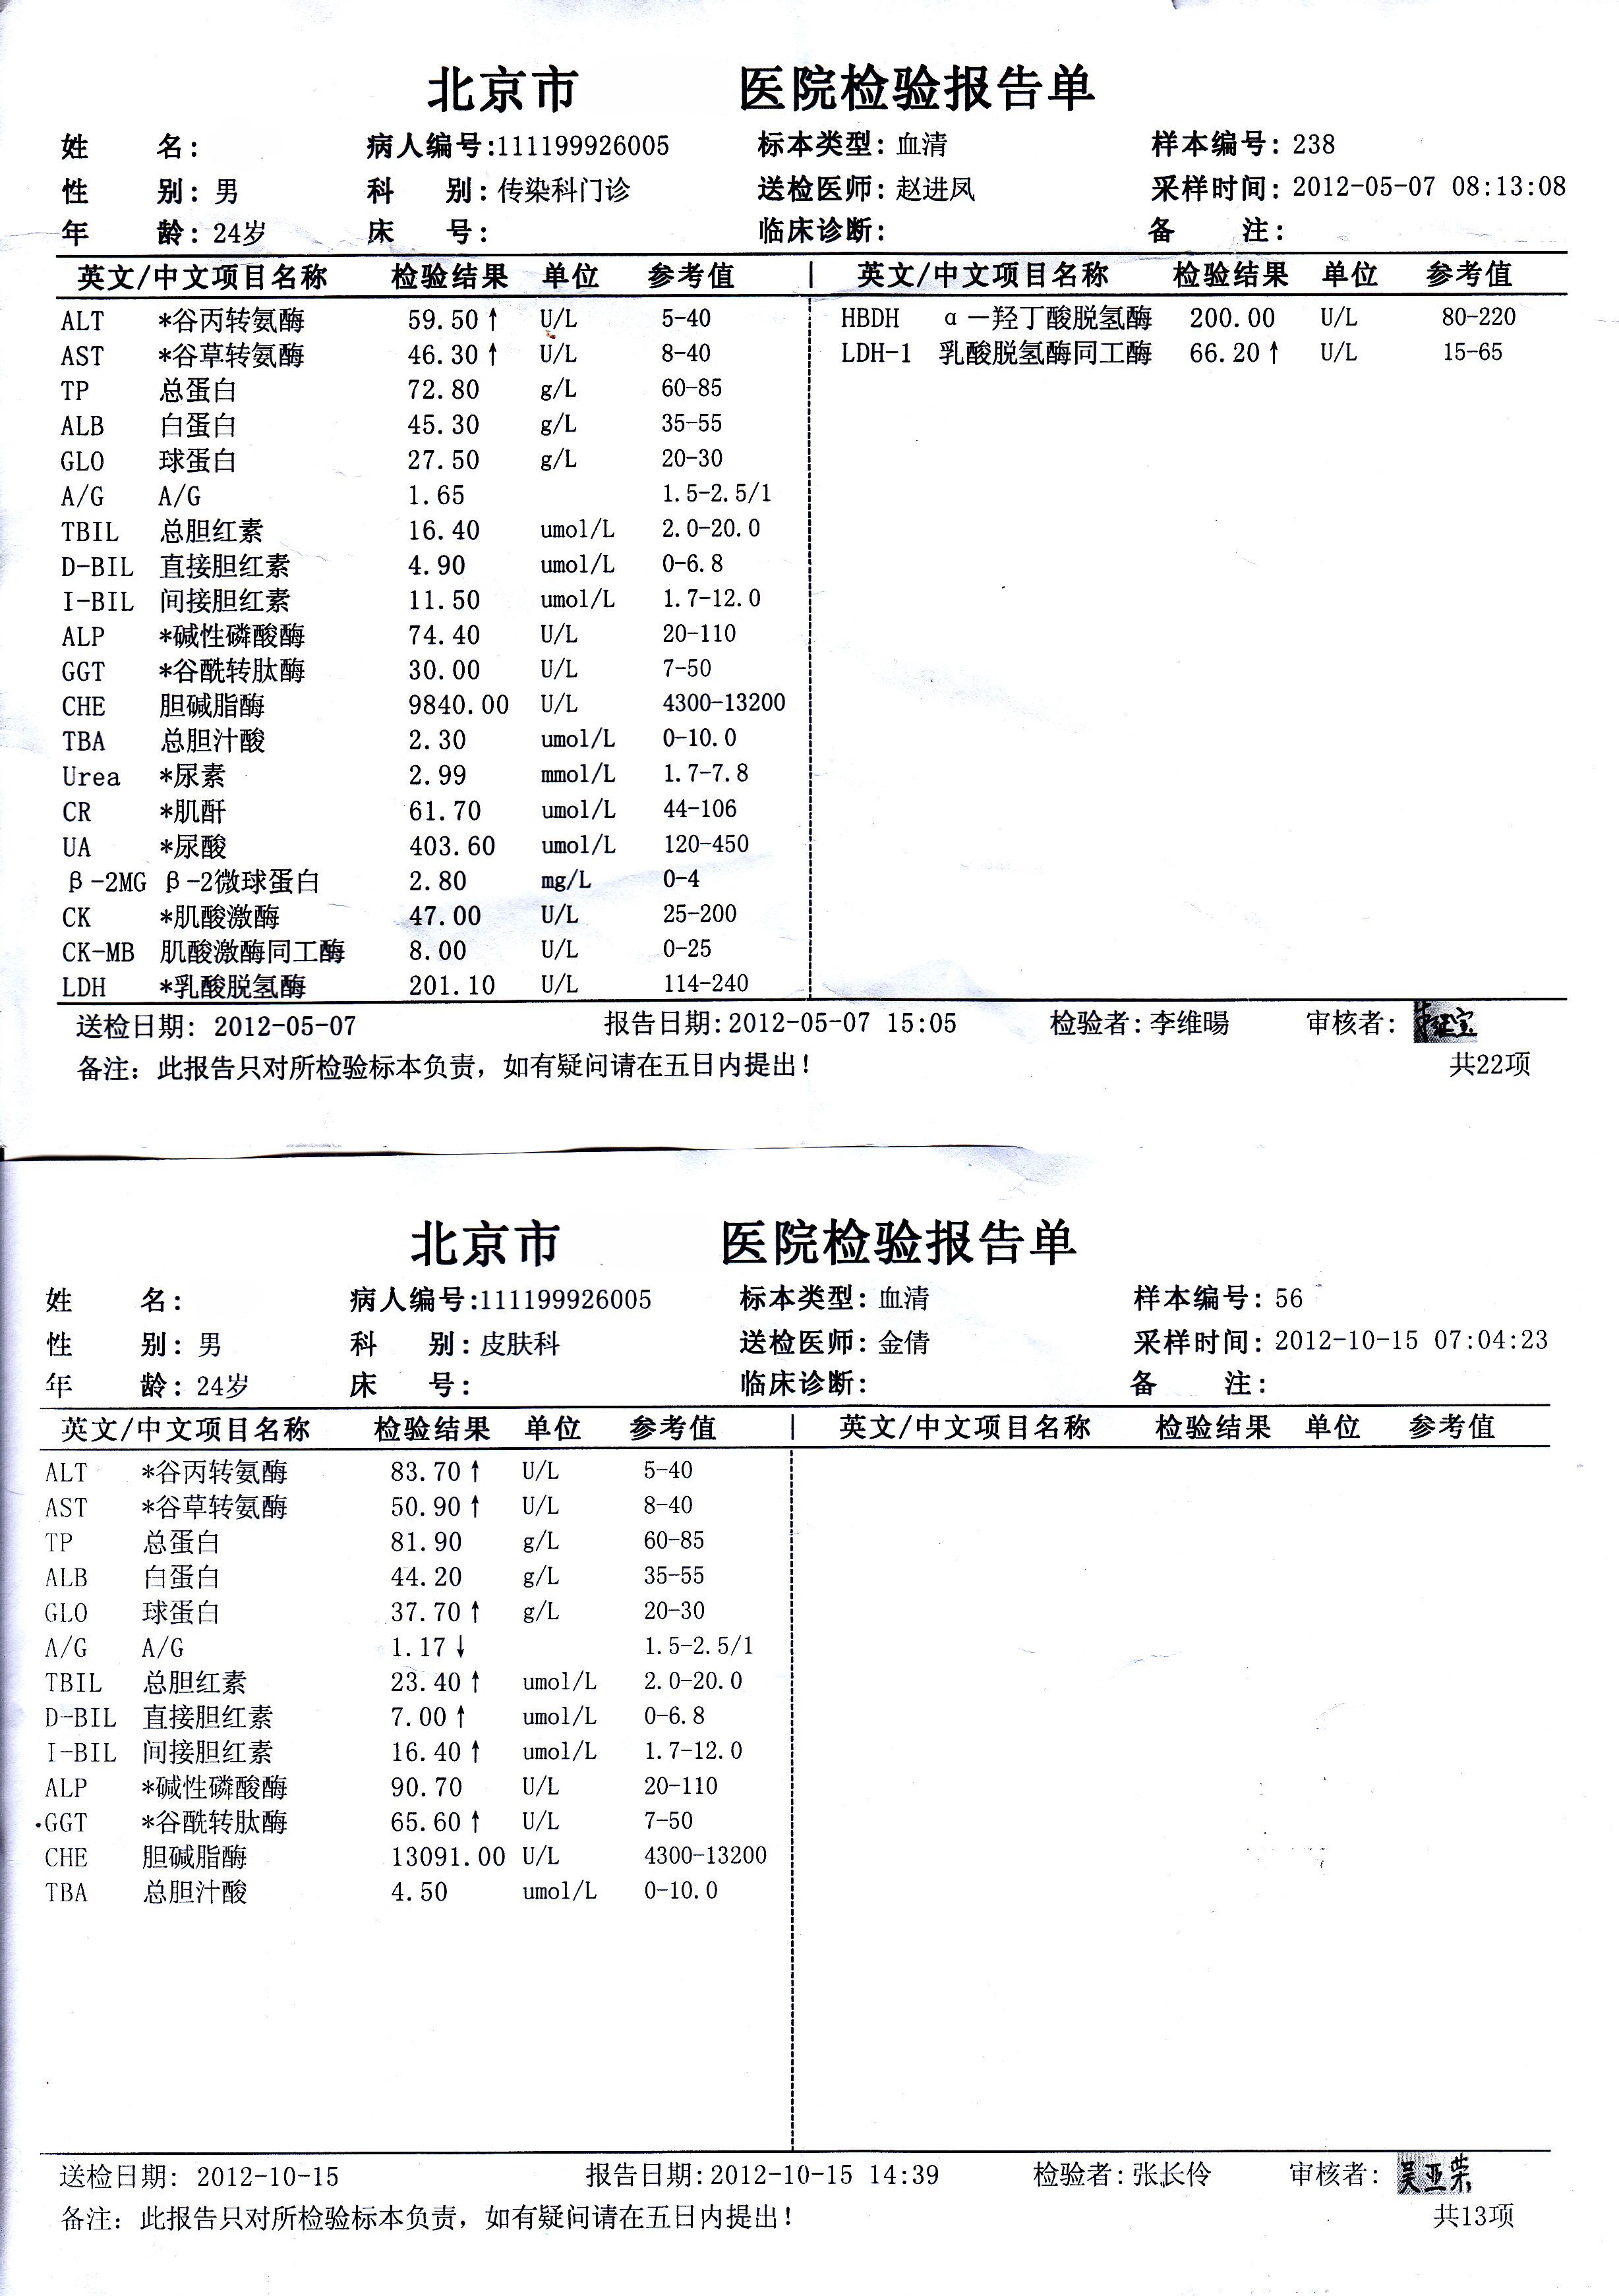 北京市 医院检验报告单
姓 名: 病人编号:111199926005 标本类型: 血清 样本编号: 238
性 别: 男 科 别: 传染科门诊 送检医师: 赵进凤 采样时间: 2012-05-07 08:13:08
年 龄: 24岁 床 号: 临床诊断: 备 注:
英文/中文项目名称 检验结果 单位 参考值 | 英文/中文项目名称 检验结果 单位 参考值
ALT *谷丙转氨酶 59.50↑ U/L 5-40 HBDH α-羟丁酸脱氢酶 200.00 U/L 80-220
AST *谷草转氨酶 46.30↑ U/L 8-40 LDH-1 乳酸脱氢酶同工酶 66.20↑ U/L 15-65
TP 总蛋白 72.80 g/L 60-85
ALB 白蛋白 45.30 g/L 35-55
GLO 球蛋白 27.50 g/L 20-30
A/G A/G 1.65 1.5-2.5/1
TBIL 总胆红素 16.40 umol/L 2.0-20.0
D-BIL 直接胆红素 4.90 umol/L 0-6.8
I-BIL 间接胆红素 11.50 umol/L 1.7-12.0
ALP *碱性磷酸酶 74.40 U/L 20-110
GGT *谷酰转肽酶 30.00 U/L 7-50
CHE 胆碱脂酶 9840.00 U/L 4300-13200
TBA 总胆汁酸 2.30 umol/L 0-10.0
Urea *尿素 2.99 mmol/L 1.7-7.8
CR *肌酐 61.70 umol/L 44-106
UA *尿酸 403.60 umol/L 120-450
β-2MG β-2微球蛋白 2.80 mg/L 0-4
CK *肌酸激酶 47.00 U/L 25-200
CK-MB 肌酸激酶同工酶 8.00 U/L 0-25
LDH *乳酸脱氢酶 201.10 U/L 114-240
送检日期: 2012-05-07 报告日期:2012-05-07 15:05 检验者:李维暘 审核者:
备注: 此报告只对所检验标本负责, 如有疑问请在五日内提出! 共22项
北京市 医院检验报告单
姓 名: 病人编号:111199926005 标本类型: 血清 样本编号: 56
性 别: 男 科 别: 皮肤科 送检医师: 金倩 采样时间: 2012-10-15 07:04:23
年 龄: 24岁 床 号: 临床诊断: 备 注:
英文/中文项目名称 检验结果 单位 参考值 | 英文/中文项目名称 检验结果 单位 参考值
ALT *谷丙转氨酶 83.70↑ U/L 5-40
AST *谷草转氨酶 50.90↑ U/L 8-40
TP 总蛋白 81.90 g/L 60-85
ALB 白蛋白 44.20 g/L 35-55
GLO 球蛋白 37.70↑ g/L 20-30
A/G A/G 1.17↓ 1.5-2.5/1
TBIL 总胆红素 23.40↑ umol/L 2.0-20.0
D-BIL 直接胆红素 7.00↑ umol/L 0-6.8
I-BIL 间接胆红素 16.40↑ umol/L 1.7-12.0
ALP *碱性磷酸酶 90.70 U/L 20-110
GGT *谷酰转肽酶 65.60↑ U/L 7-50
CHE 胆碱脂酶 13091.00 U/L 4300-13200
TBA 总胆汁酸 4.50 umol/L 0-10.0
送检日期: 2012-10-15 报告日期:2012-10-15 14:39 检验者:张长伶 审核者: 吴亚荣
备注: 此报告只对所检验标本负责, 如有疑问请在五日内提出! 共13项